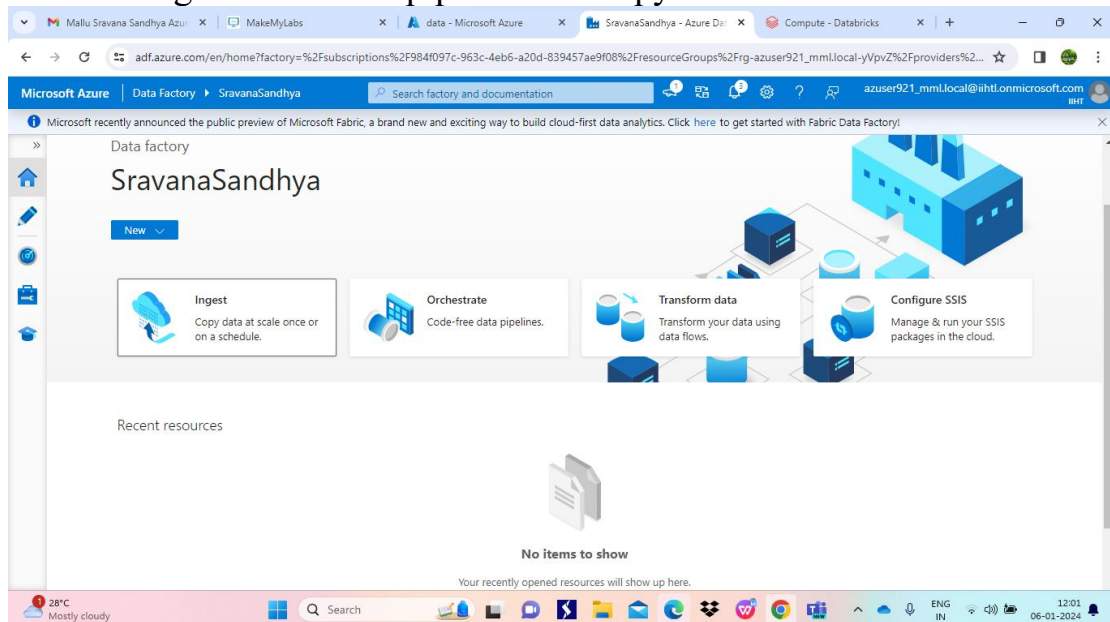 Mallu Sravana Sandhya Azur
MakeMyLabs
data - Microsoft Azure
SravanaSandhya - Azure Da
Compute - Databricks
adf.azure.com/en/home?factory=%2Fsubscriptions%2F984f097c-963c-4eb6-a20d-839457ae9f08%2FresourceGroups%2Frg-azuser921_mml.local-yVpvZ%2Fproviders%2...
Microsoft Azure
Data Factory
SravanaSandhya
Search factory and documentation
1
3
azuser921_mml.local@iihtl.onmicrosoft.com
IIHT
Microsoft recently announced the public preview of Microsoft Fabric, a brand new and exciting way to build cloud-first data analytics. Click here to get started with Fabric Data Factory!
Data factory
SravanaSandhya
New
Ingest
Copy data at scale once or
on a schedule.
Orchestrate
Code-free data pipelines.
Transform data
Transform your data using
data flows.
Configure SSIS
Manage & run your SSIS
packages in the cloud.
Recent resources
No items to show
Your recently opened resources will show up here.
1
28°C
Mostly cloudy
Search
ENG
IN
12:01
06-01-2024